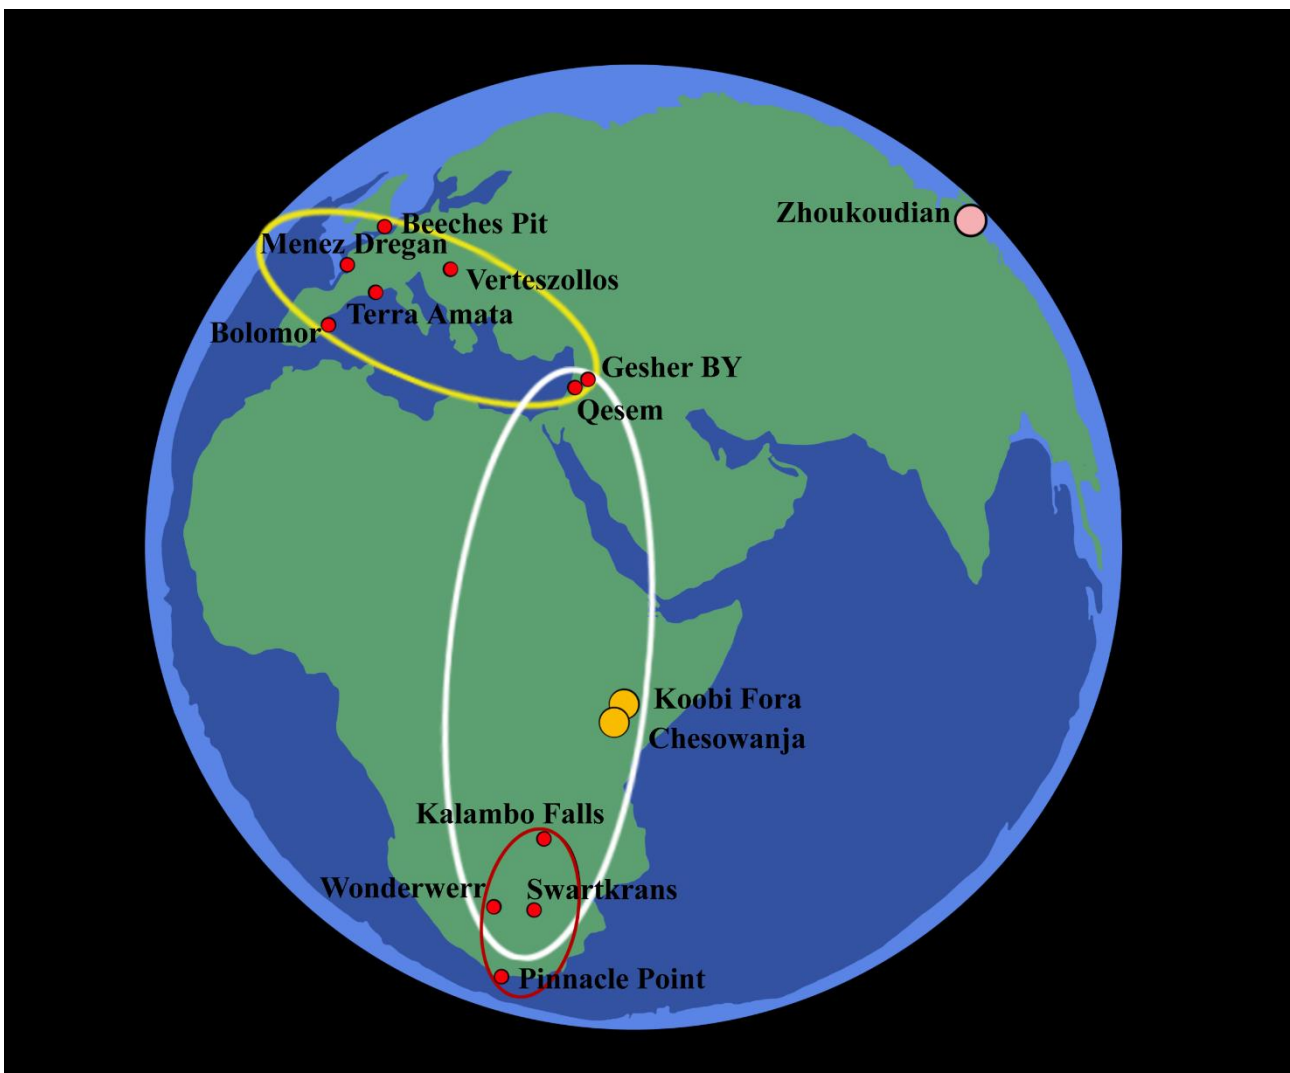 Zhoukoudian
Beeches Pit
Menez Dregan
Verteszollos
Terra Amata
Bolomor
Gesher BY
Qesem
Koobi Fora
Chesowanja
Kalambo Falls
Wonderwerr
Swartkrans
Pinnacle Point